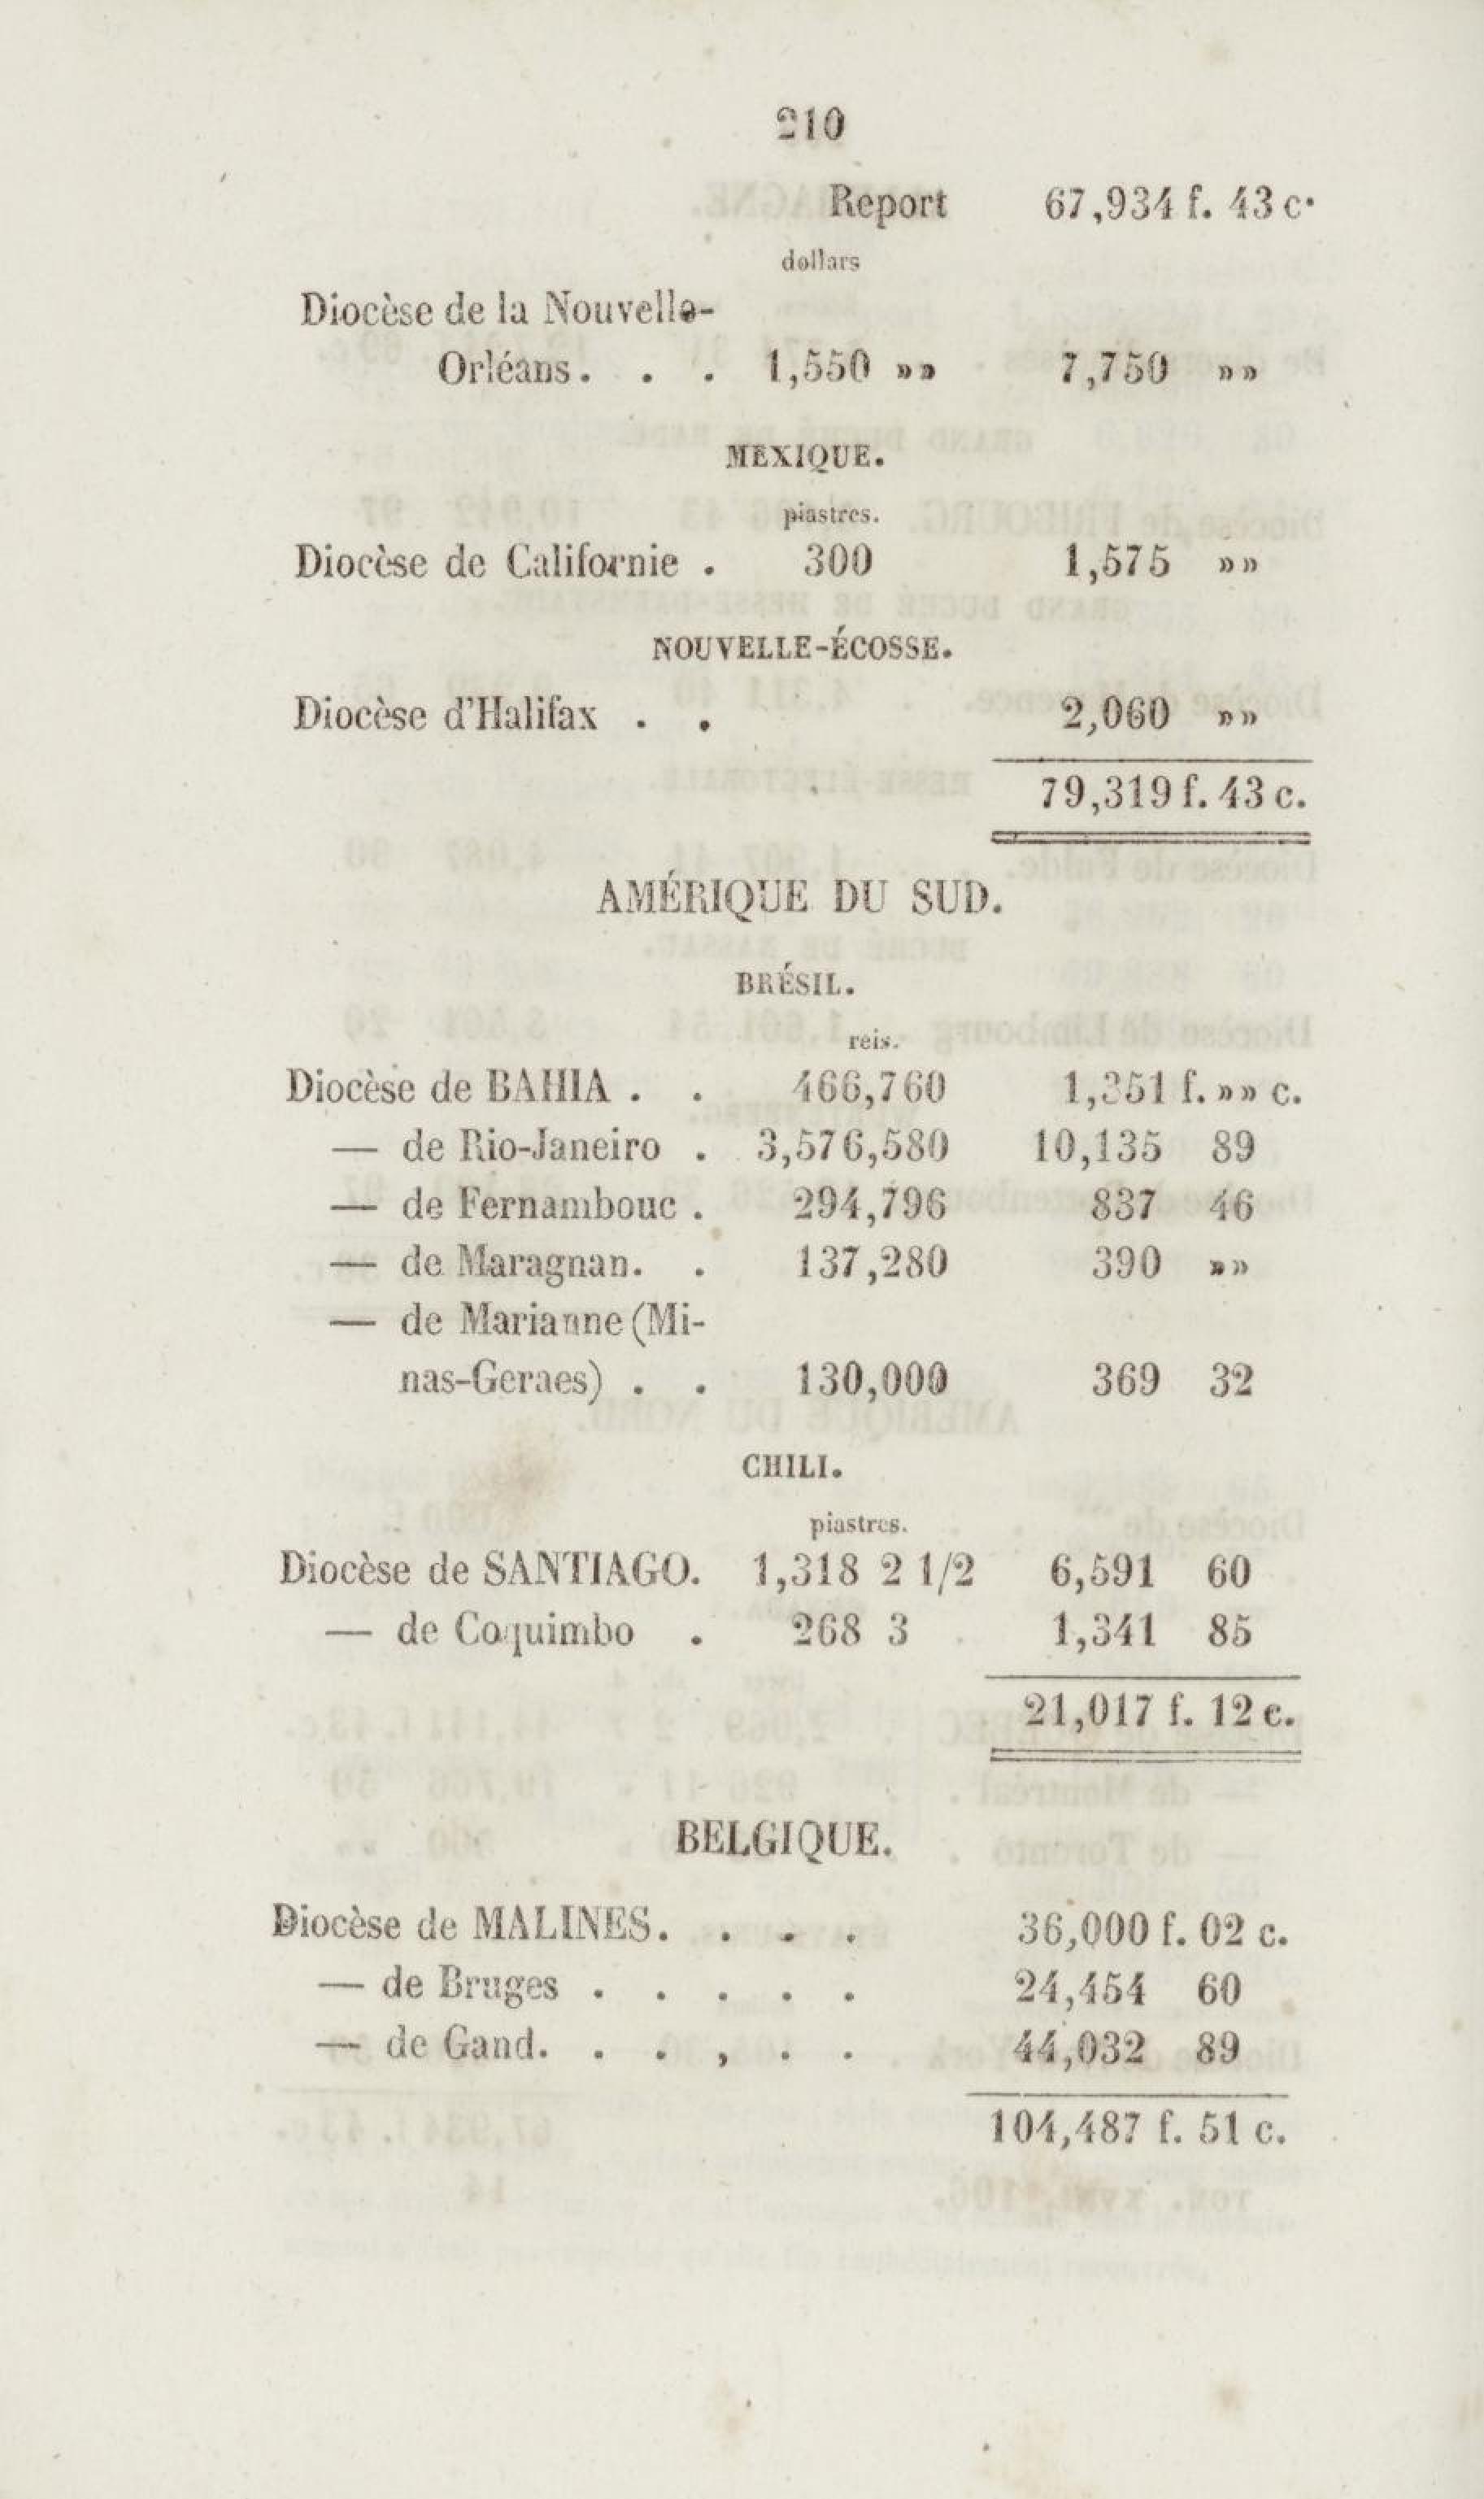 210
Report 67,934 f. 43 c.
dollars
Diocèse de la Nouvelle-
Orléans. . . 1,550 »» 7,750 »»
MEXIQUE.
piastres.
Diocèse de Californie . 300 1,575 »»
NOUVELLE-ÉCOSSE.
Diocèse d'Halifax . . 2,060 »»
79,319 f. 43 c.
AMÉRIQUE DU SUD.
BRÉSIL.
reis.
Diocèse de BAHIA . . 466,760 1,351 f. »» c.
— de Rio-Janeiro . 3,576,580 10,135 89
— de Fernambouc . 294,796 837 46
— de Maragnan. . 137,280 390 »»
— de Marianne (Mi-
nas-Geraes) . . 130,000 369 32
CHILI.
piastres.
Diocèse de SANTIAGO. 1,318 2 1/2 6,591 60
— de Coquimbo . 268 3 1,341 85
21,017 f. 12 c.
BELGIQUE.
Diocèse de MALINES. . . . 36,000 f. 02 c.
— de Bruges . . . . . 24,454 60
— de Gand. . . , . . 44,032 89
104,487 f. 51 c.